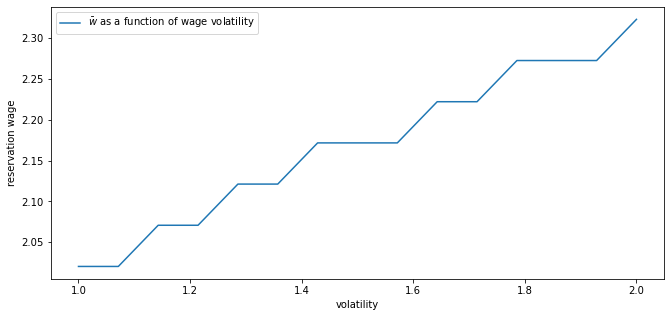 w̄ as a function of wage volatility
2.30
2.25
2.20
2.15
2.10
2.05
reservation wage
1.0 1.2 1.4 1.6 1.8 2.0
volatility